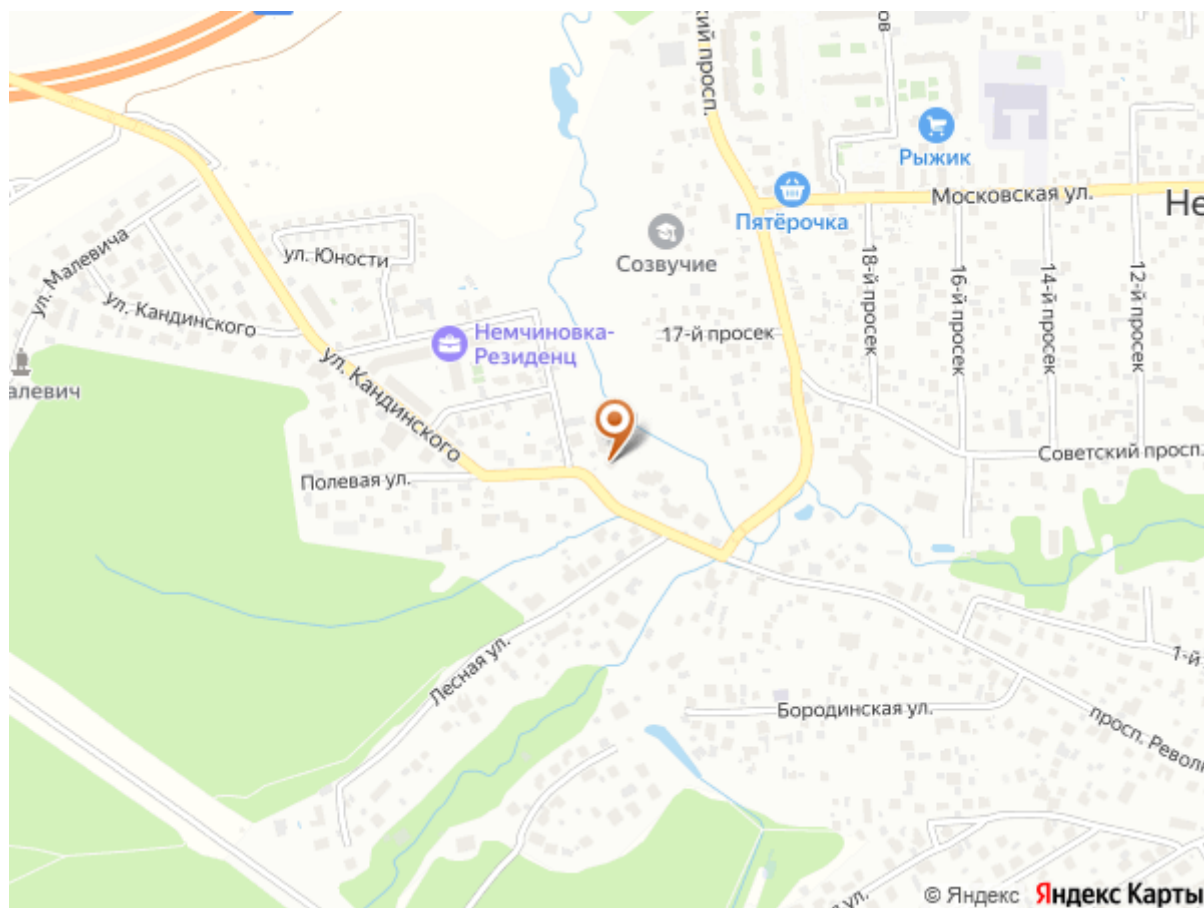 кий просп.
ов
Рыжик
Московская ул.
Не
Пятёрочка
Созвучие
ул. Малевича
ул. Юности
18-й просек
16-й просек
14-й просек
12-й просек
ул. Кандинского
Немчиновка-
Резиденц
17-й просек
алевич
ул. Кандинского
Полевая ул.
Советский просп.
Лесная ул.
1-й
Бородинская ул.
просп. Револю
ул.
© Яндекс Яндекс Карты